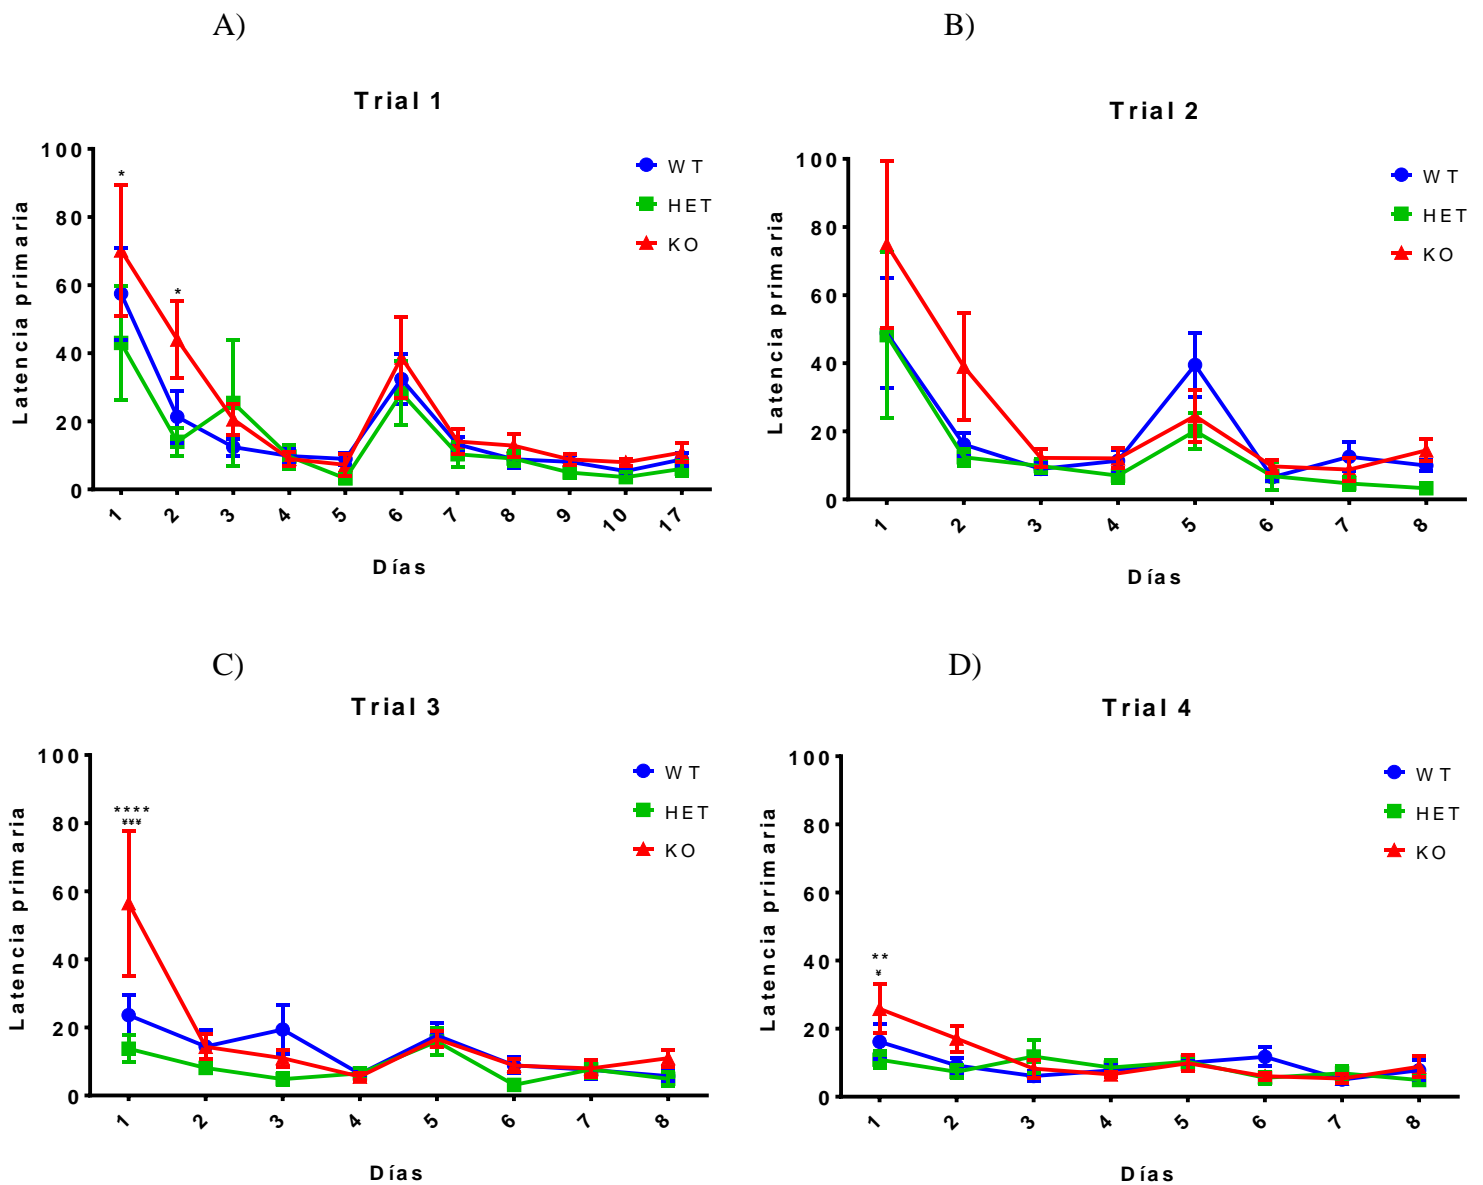 A)
Trial 1
Latencia primaria
100
80
60
40
20
0
*
*
WT
HET
KO
1 2 3 4 5 6 7 8 9 10 17
Días
B)
Trial 2
Latencia primaria
100
80
60
40
20
0
WT
HET
KO
1 2 3 4 5 6 7 8
Días
C)
Trial 3
Latencia primaria
100
80
60
40
20
0
****
¥¥¥
WT
HET
KO
1 2 3 4 5 6 7 8
Días
D)
Trial 4
Latencia primaria
100
80
60
40
20
0
**
¥
WT
HET
KO
1 2 3 4 5 6 7 8
Días